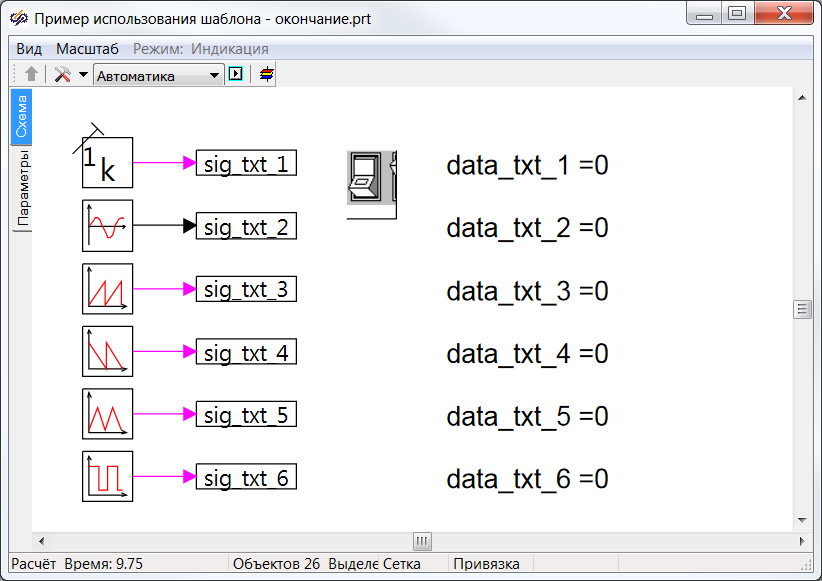 Пример использования шаблона - окончание.prt
Вид Масштаб Режим: Индикация
Автоматика
Схема
Параметры
1 k
sig_txt_1
data_txt_1 =0
sig_txt_2
data_txt_2 =0
sig_txt_3
data_txt_3 =0
sig_txt_4
data_txt_4 =0
sig_txt_5
data_txt_5 =0
sig_txt_6
data_txt_6 =0
Расчёт Время: 9.75 Объектов 26 Выделе Сетка Привязка